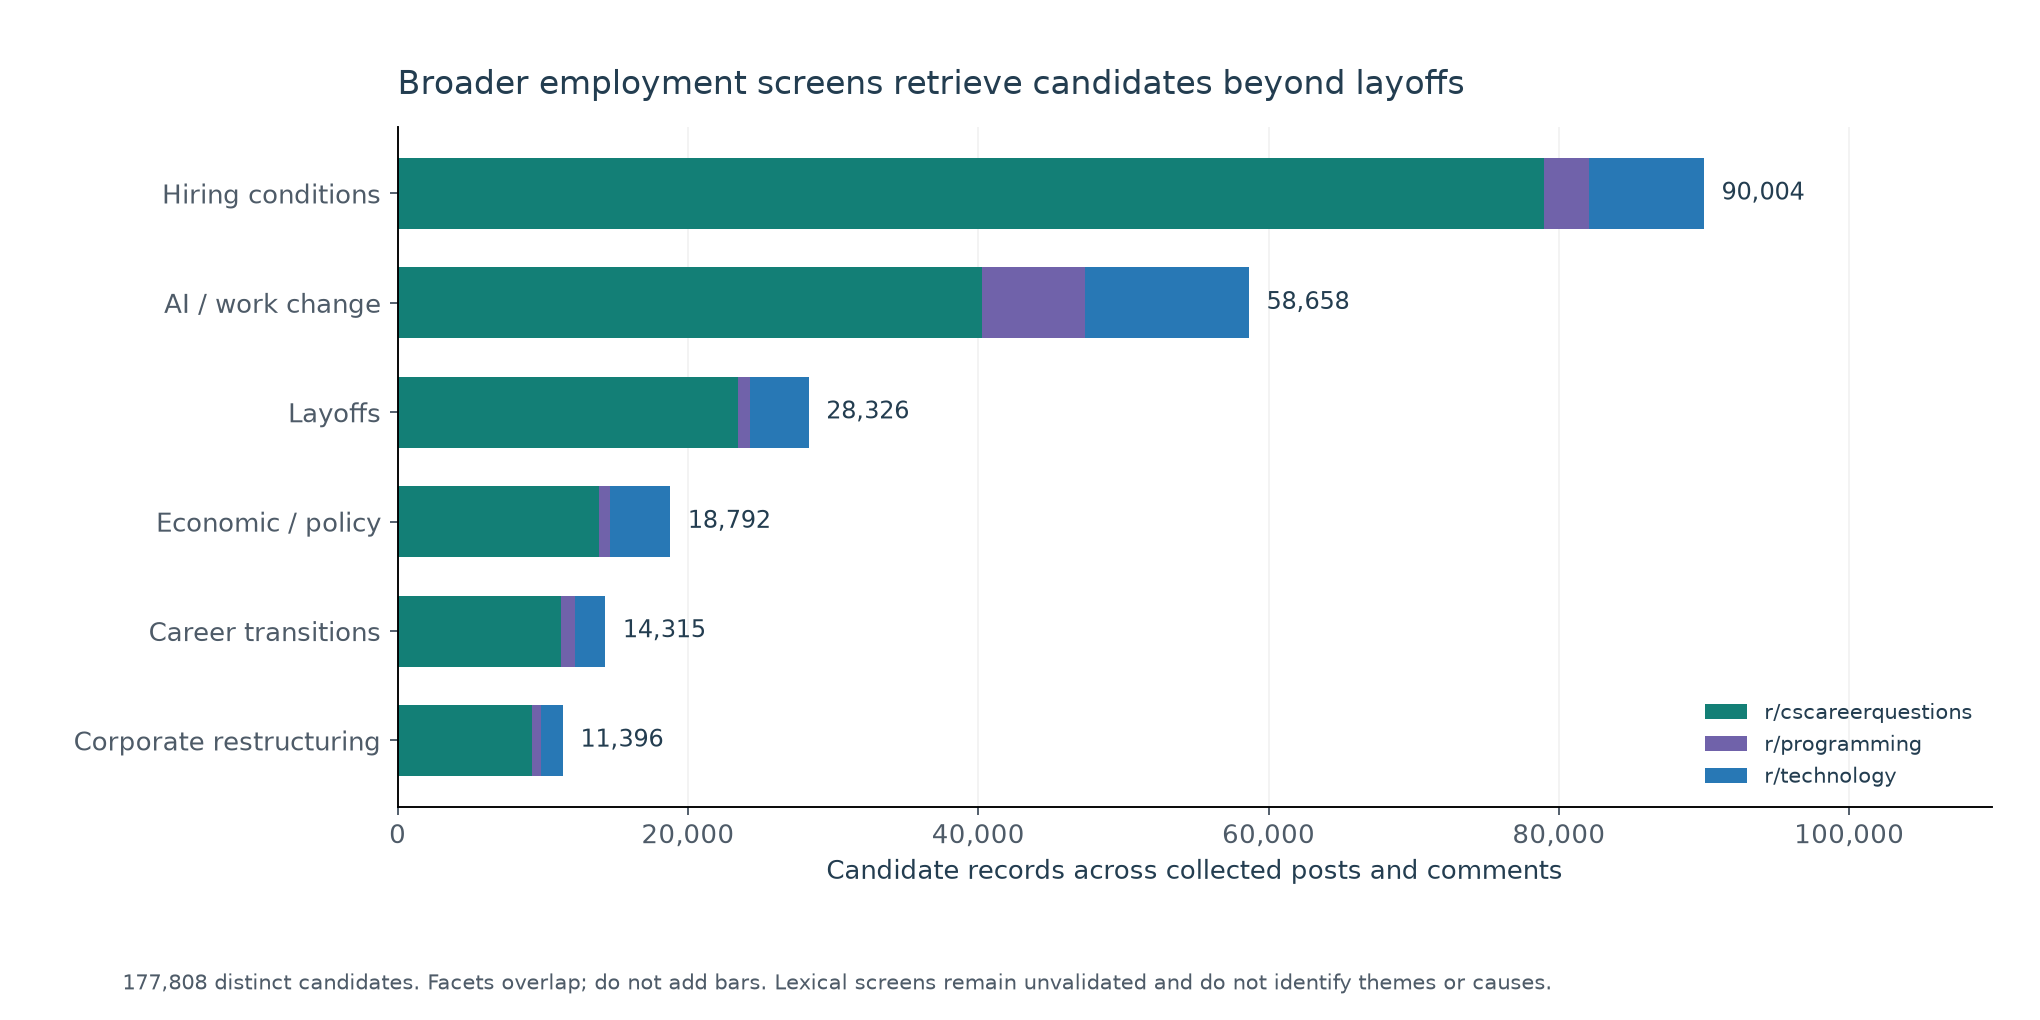 Broader employment screens retrieve candidates beyond layoffs
Hiring conditions
90,004
AI / work change
58,658
Layoffs
28,326
Economic / policy
18,792
Career transitions
14,315
Corporate restructuring
11,396
r/cscareerquestions
r/programming
r/technology
0
20,000
40,000
60,000
80,000
100,000
Candidate records across collected posts and comments
177,808 distinct candidates. Facets overlap; do not add bars. Lexical screens remain unvalidated and do not identify themes or causes.